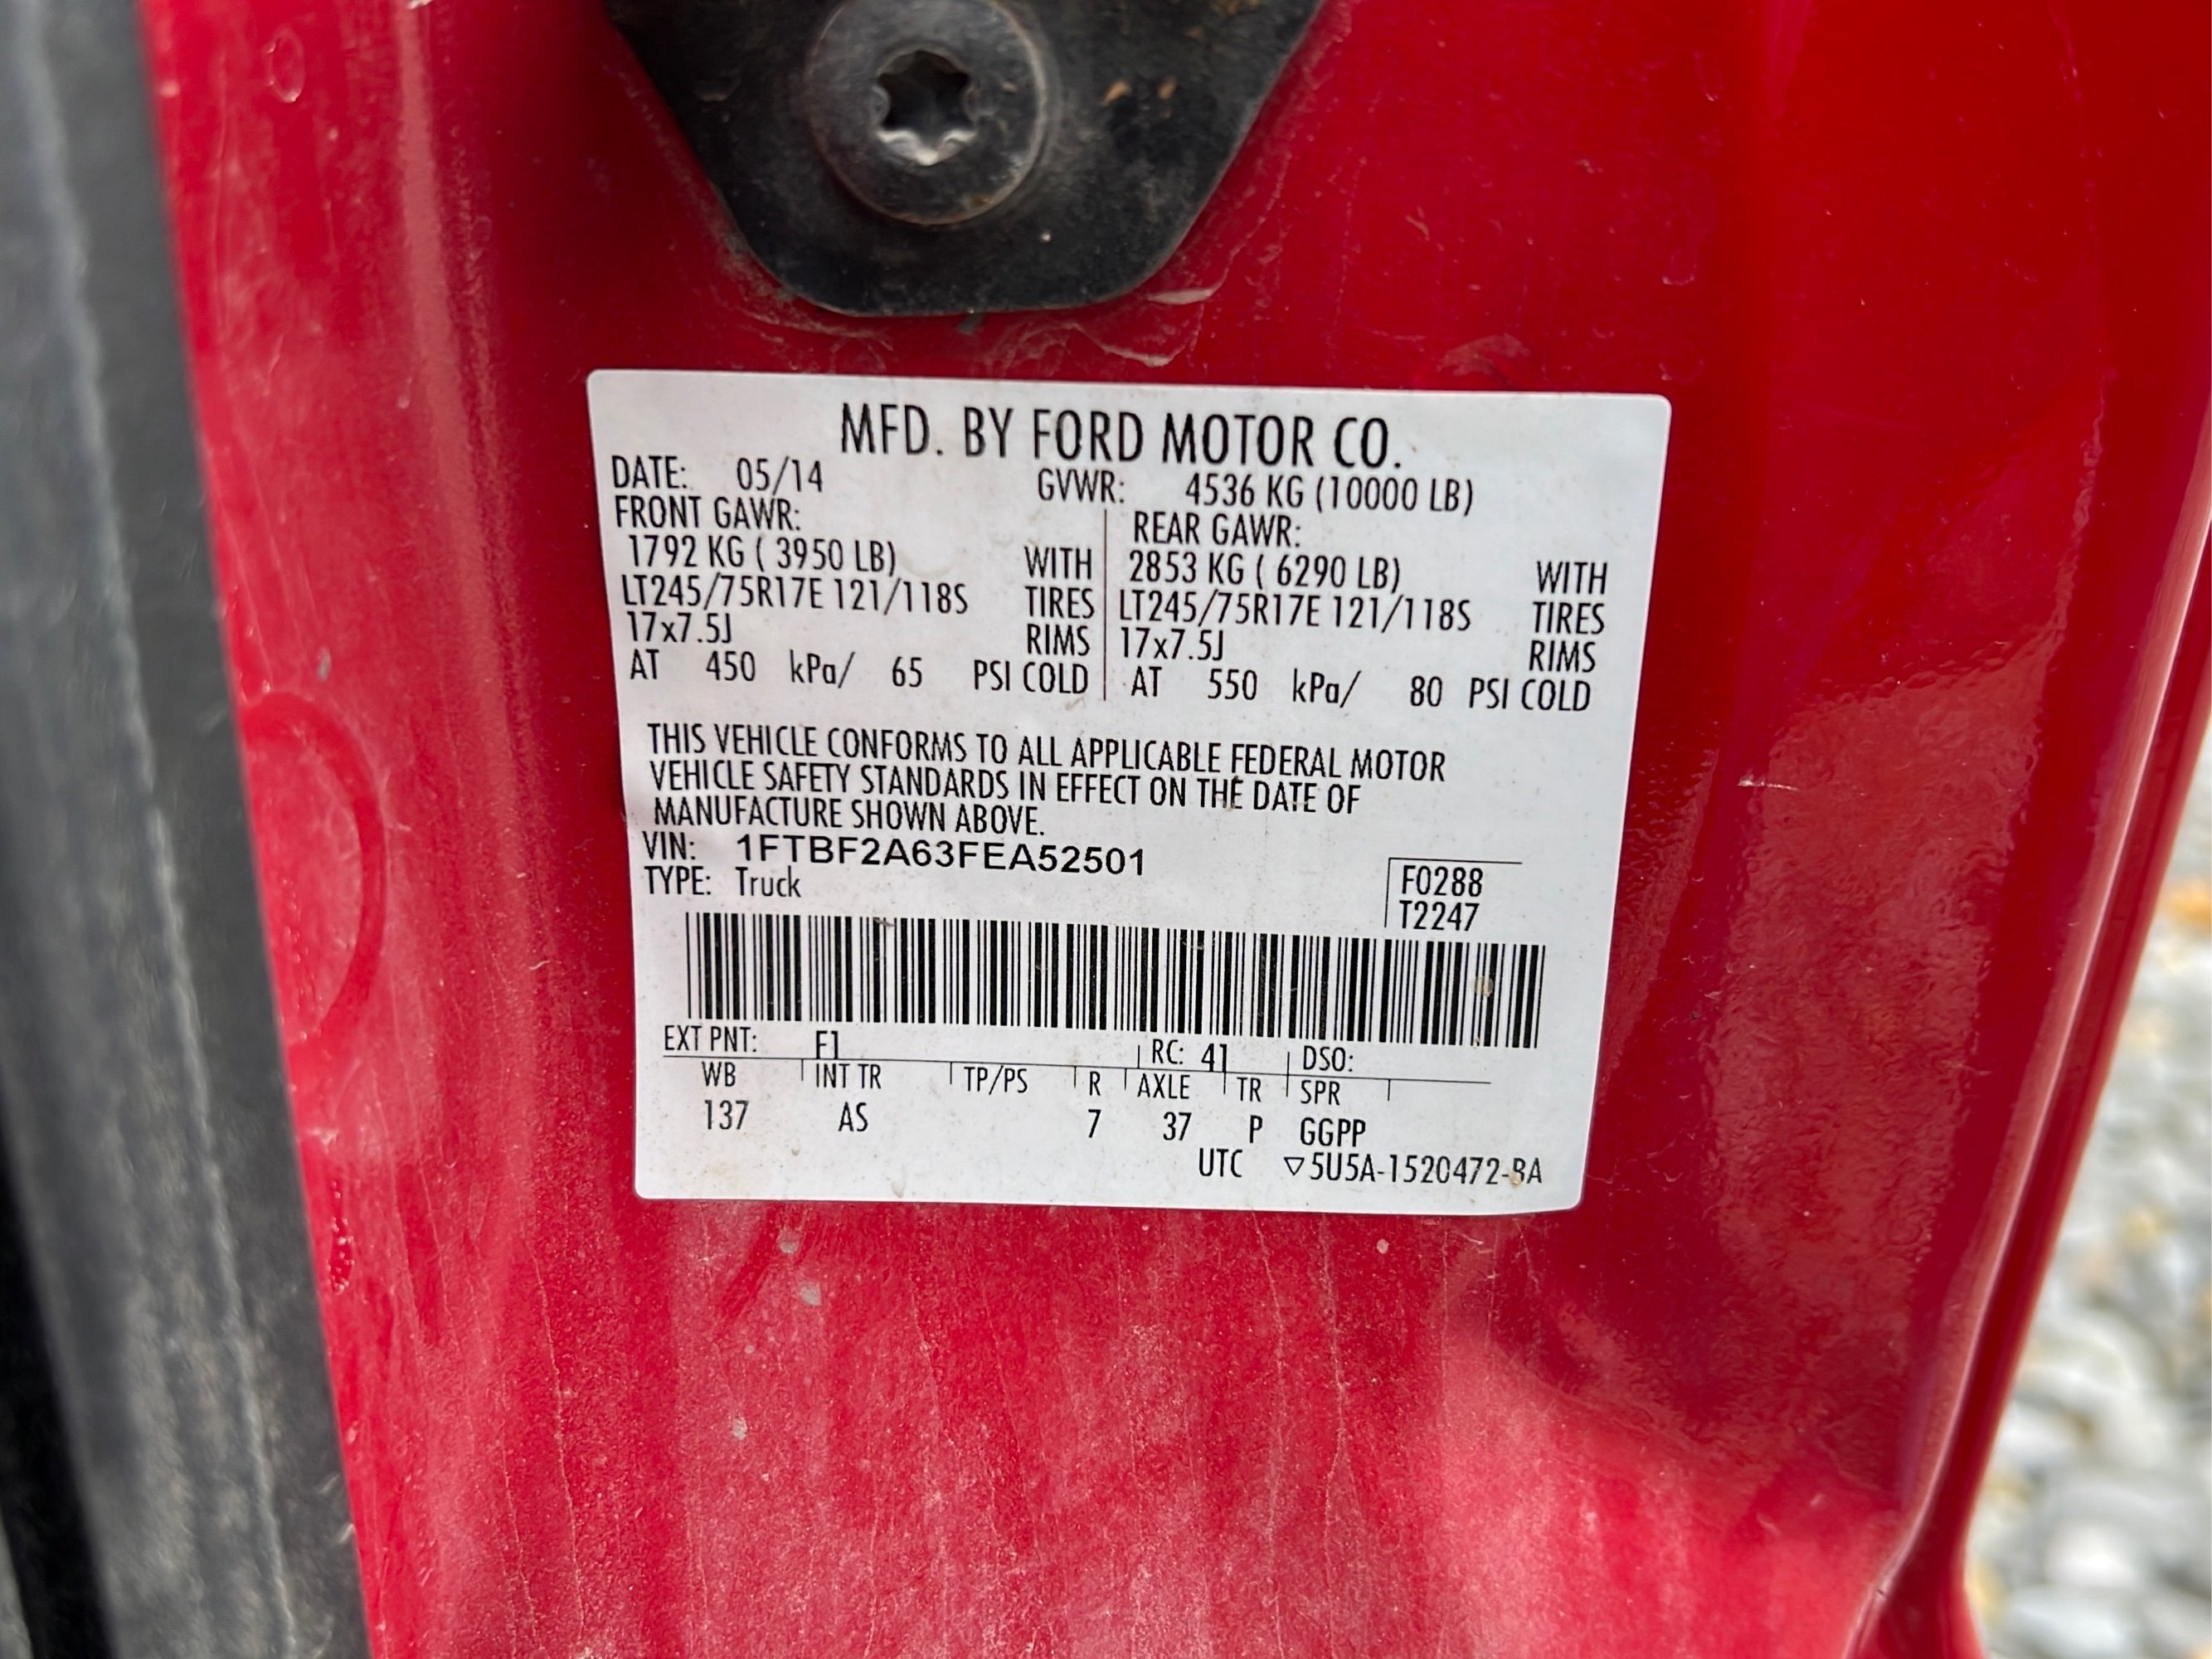 MFD. BY FORD MOTOR CO.
DATE: 05/14 GVWR: 4536 KG (10000 LB)
FRONT GAWR: REAR GAWR:
1792 KG ( 3950 LB) WITH 2853 KG ( 6290 LB) WITH
LT245/75R17E 121/118S TIRES LT245/75R17E 121/118S TIRES
17x7.5J RIMS 17x7.5J RIMS
AT 450 kPa/ 65 PSI COLD AT 550 kPa/ 80 PSI COLD
THIS VEHICLE CONFORMS TO ALL APPLICABLE FEDERAL MOTOR
VEHICLE SAFETY STANDARDS IN EFFECT ON THE DATE OF
MANUFACTURE SHOWN ABOVE.
VIN: 1FTBF2A63FEA52501
TYPE: Truck
F0288
T2247
EXT PNT: F1 RC: 41 DSO:
WB INT TR TP/PS R AXLE TR SPR
137 AS 7 37 P GGPP
UTC ▽5U5A-1520472-BA